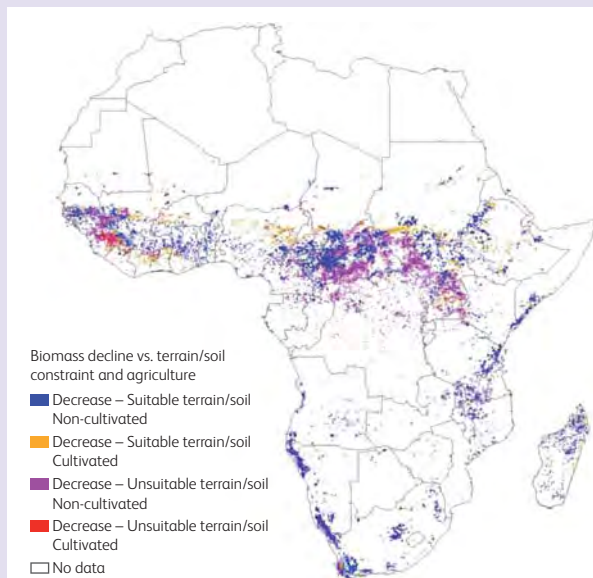 Biomass decline vs. terrain/soil
constraint and agriculture
Decrease – Suitable terrain/soil
Non-cultivated
Decrease – Suitable terrain/soil
Cultivated
Decrease – Unsuitable terrain/soil
Non-cultivated
Decrease – Unsuitable terrain/soil
Cultivated
No data